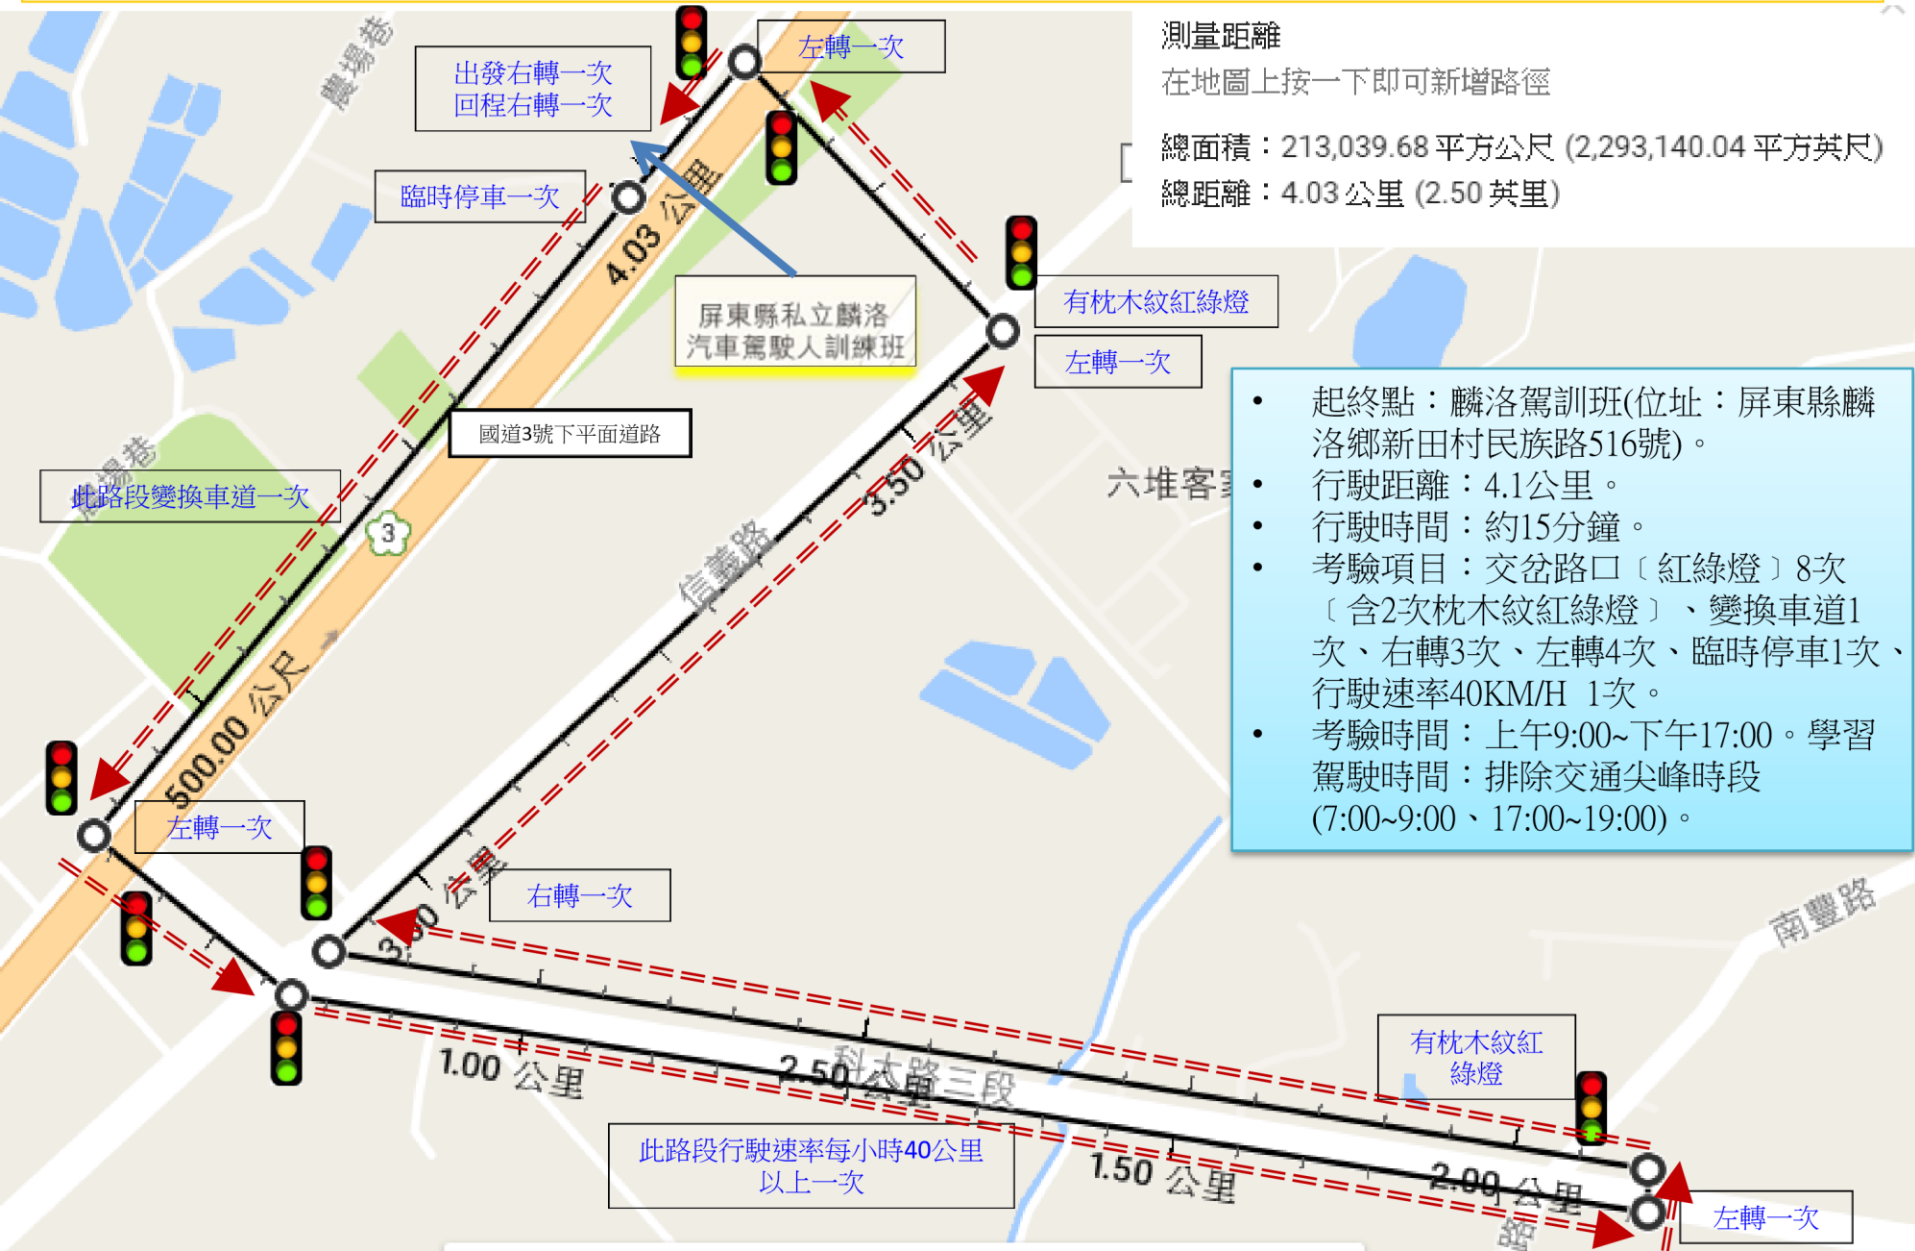 農場巷
出發右轉一次
回程右轉一次
左轉一次
測量距離
在地圖上按一下即可新增路徑
總面積：213,039.68 平方公尺 (2,293,140.04 平方英尺)
總距離：4.03 公里 (2.50 英里)
臨時停車一次
4.03 公里
屏東縣私立麟洛
汽車駕駛人訓練班
有枕木紋紅綠燈
左轉一次
國道3號下平面道路
3.50 公里
六堆客
農場巷
此路段變換車道一次
3
信義路
• 起終點：麟洛駕訓班(位址：屏東縣麟
洛鄉新田村民族路516號)。
• 行駛距離：4.1公里。
• 行駛時間：約15分鐘。
• 考驗項目：交岔路口﹝紅綠燈﹞8次
﹝含2次枕木紋紅綠燈﹞、變換車道1
次、右轉3次、左轉4次、臨時停車1次、
行駛速率40KM/H 1次。
• 考驗時間：上午9:00~下午17:00。學習
駕駛時間：排除交通尖峰時段
(7:00~9:00、17:00~19:00)。
500.00 公尺
左轉一次
右轉一次
3.00 公里
南豐路
1.00 公里
2.50 公里
科大路三段
有枕木紋紅
綠燈
此路段行駛速率每小時40公里
以上一次
1.50 公里
2.00 公里
路
左轉一次